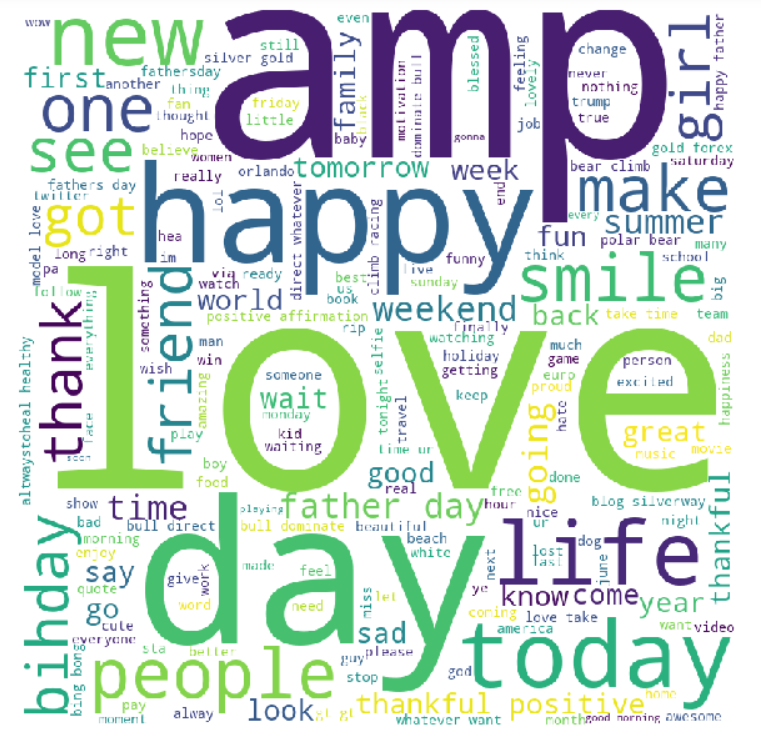 wow
new
amp
even
girl
still
silver gold
family
feeling
change
first
fathersday
another
thing
motivation
dominate bull
blessed
lovely
never
nothing
happy father
one
fan
friday
black
trump
thought
little
baby
gonna
job
true
see
hope
believe
women
gold forex
really
orlando
tomorrow
week
bear climb
saturday
fathers day
happy
end
make
twitter
lol
every
got
model love
direct whatever
climb racing
summer
hea
fun
polar bear
many
long
right
im
funny
think
school
pa
via
ready
live
smile
big
follow
friend
watch
best
us
sunday
everything
something
world
book
weekend
back
take time
team
thank
love
positive affirmation
rip
finally
man
selfie
watching
much
dad
win
holiday
game
person
wish
amazing
someone
getting
euro
proud
excited
happiness
altwaystoheal healthy
wait
tonight
travel
keep
hate
face
monday
going
great
play
kid
music
movie
soon
waiting
time ur
boy
good
done
food
real
free
show
time
playing
father day
hour
nice
blog silverway
bihday
bad
bull direct
bull dominate
beautiful
ur
life
night
thankful
morning
day
beach
white
lost
last
dog
enjoy
say
made
feel
next
june
quote
give
work
miss
ye
know
come
year
go
word
need
let
coming
love take
cute
sad
america
want
video
everyone
sta
better
guy
please
today
bing bong
people
stop
god
home
pay
look
gt gt
thankful positive
moment
alway
whatever want
month
good morning
awesome